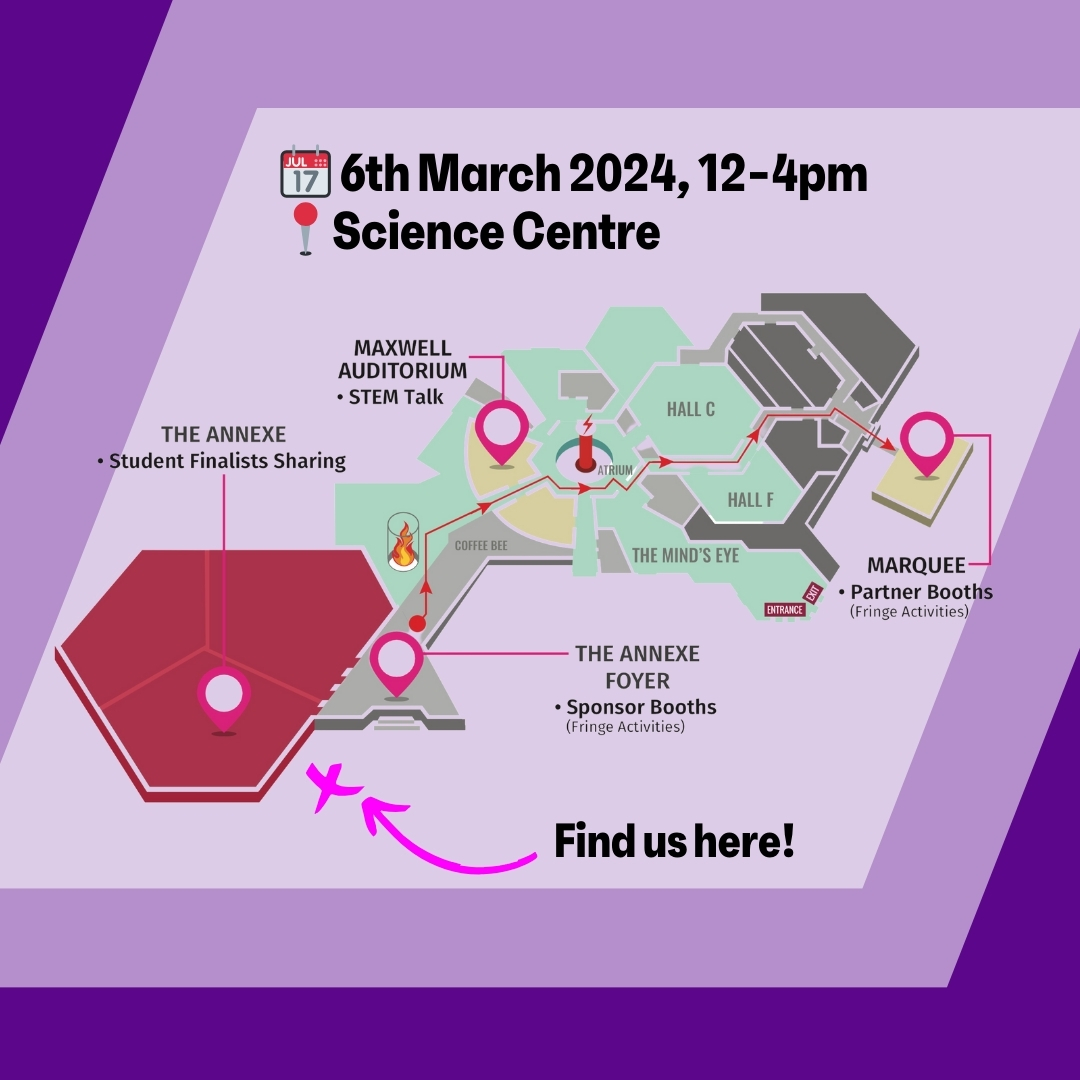 JUL
17
6th March 2024, 12-4pm
Science Centre
MAXWELL
AUDITORIUM
• STEM Talk
THE ANNEXE
• Student Finalists Sharing
HALL C
ATRIUM
HALL F
COFFEE BEE
THE MIND'S EYE
ENTRANCE
EXIT
MARQUEE
• Partner Booths
(Fringe Activities)
THE ANNEXE
FOYER
• Sponsor Booths
(Fringe Activities)
Find us here!